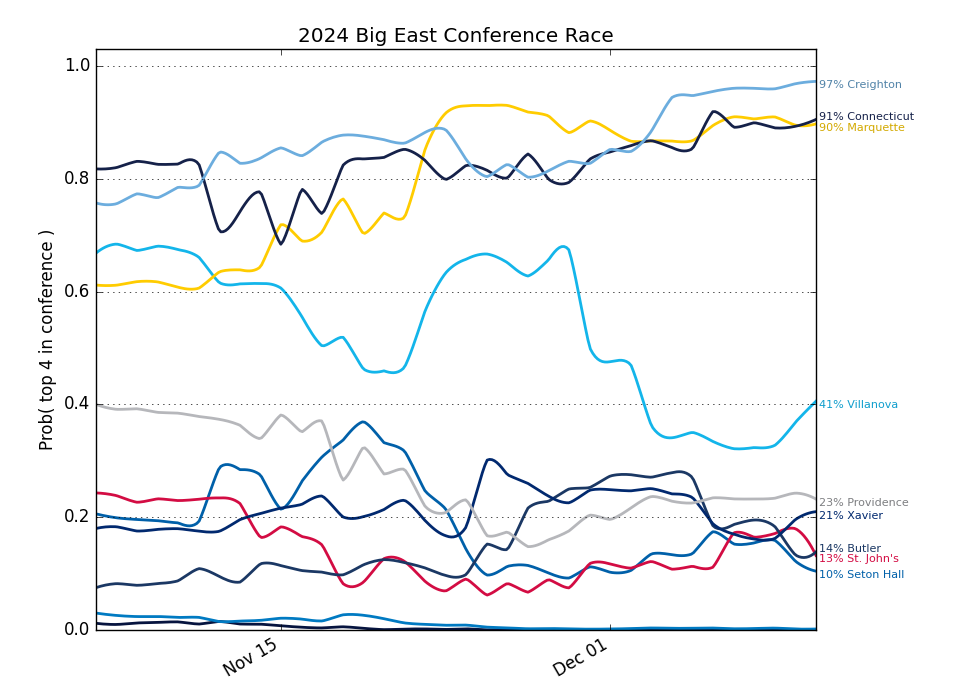 2024 Big East Conference Race
1.0
0.8
0.6
0.4
0.2
0.0
Prob( top 4 in conference )
Nov 15
Dec 01
97% Creighton
91% Connecticut
90% Marquette
41% Villanova
23% Providence
21% Xavier
14% Butler
13% St. John's
10% Seton Hall